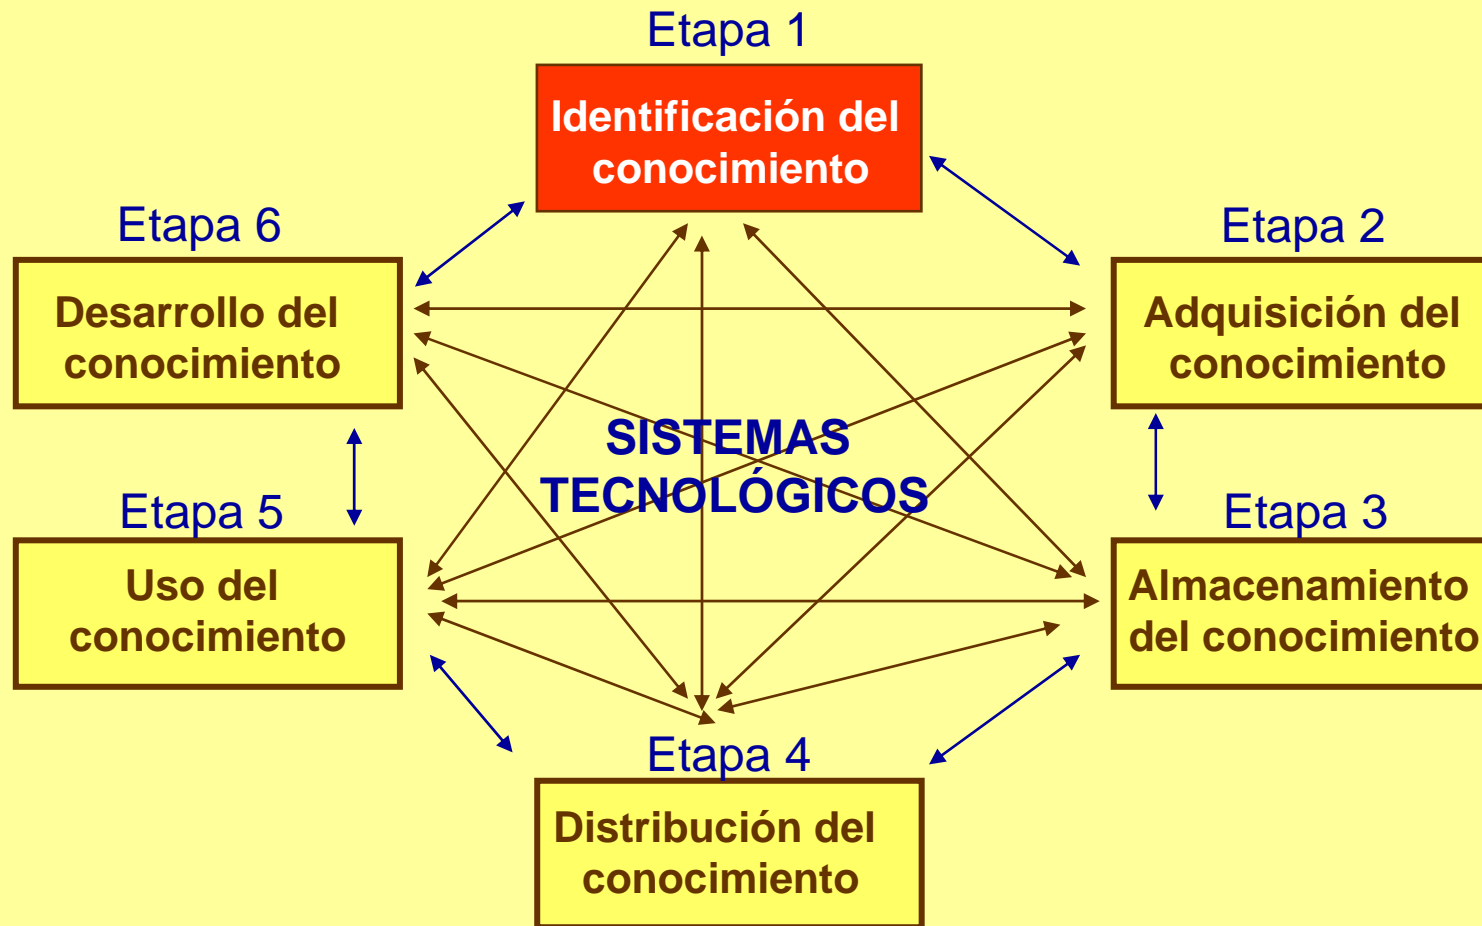 Etapa 1
Identificación del
conocimiento
Etapa 6
Desarrollo del
conocimiento
Etapa 2
Adquisición del
conocimiento
SISTEMAS
TECNOLÓGICOS
Etapa 5
Uso del
conocimiento
Etapa 3
Almacenamiento
del conocimiento
Etapa 4
Distribución del
conocimiento